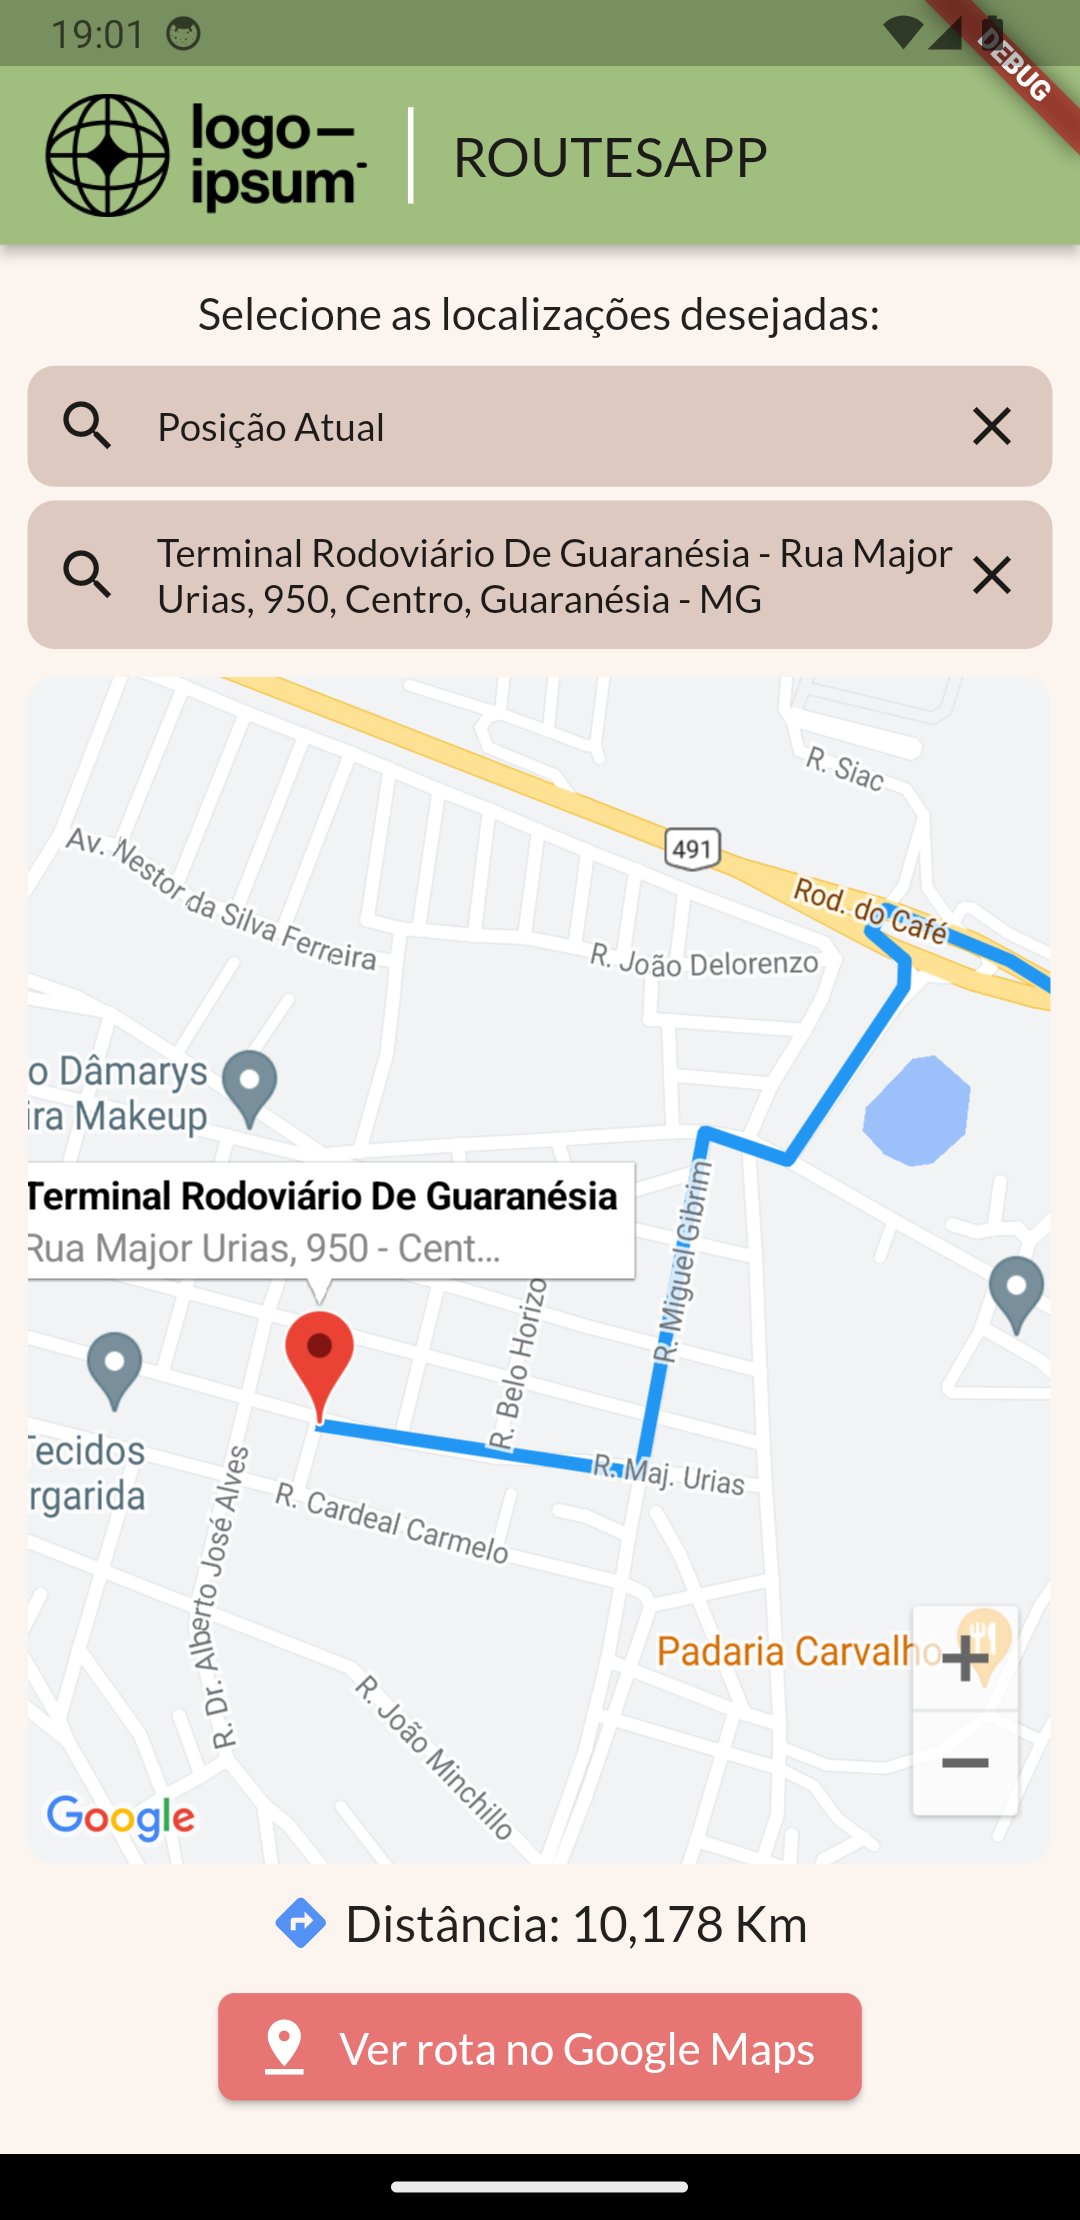 19:01
DEBUG
logo—
ipsum
ROUTESAPP
Selecione as localizações desejadas:
Posição Atual
Terminal Rodoviário De Guaranésia - Rua Major
Urias, 950, Centro, Guaranésia - MG
R. Siac
491
Av. Nestor da Silva Ferreira
Rod. do Café
R. João Delorenzo
o Dâmarys
ira Makeup
Terminal Rodoviário De Guaranésia
Rua Major Urias, 950 - Cent...
R. Miguel Gibrim
R. Belo Horizo
ecidos
rgarida
R. Maj. Urias
R. Cardeal Carmelo
R. Dr. Alberto José Alves
Padaria Carvalho
R. João Minchillo
Google
Distância: 10,178 Km
Ver rota no Google Maps